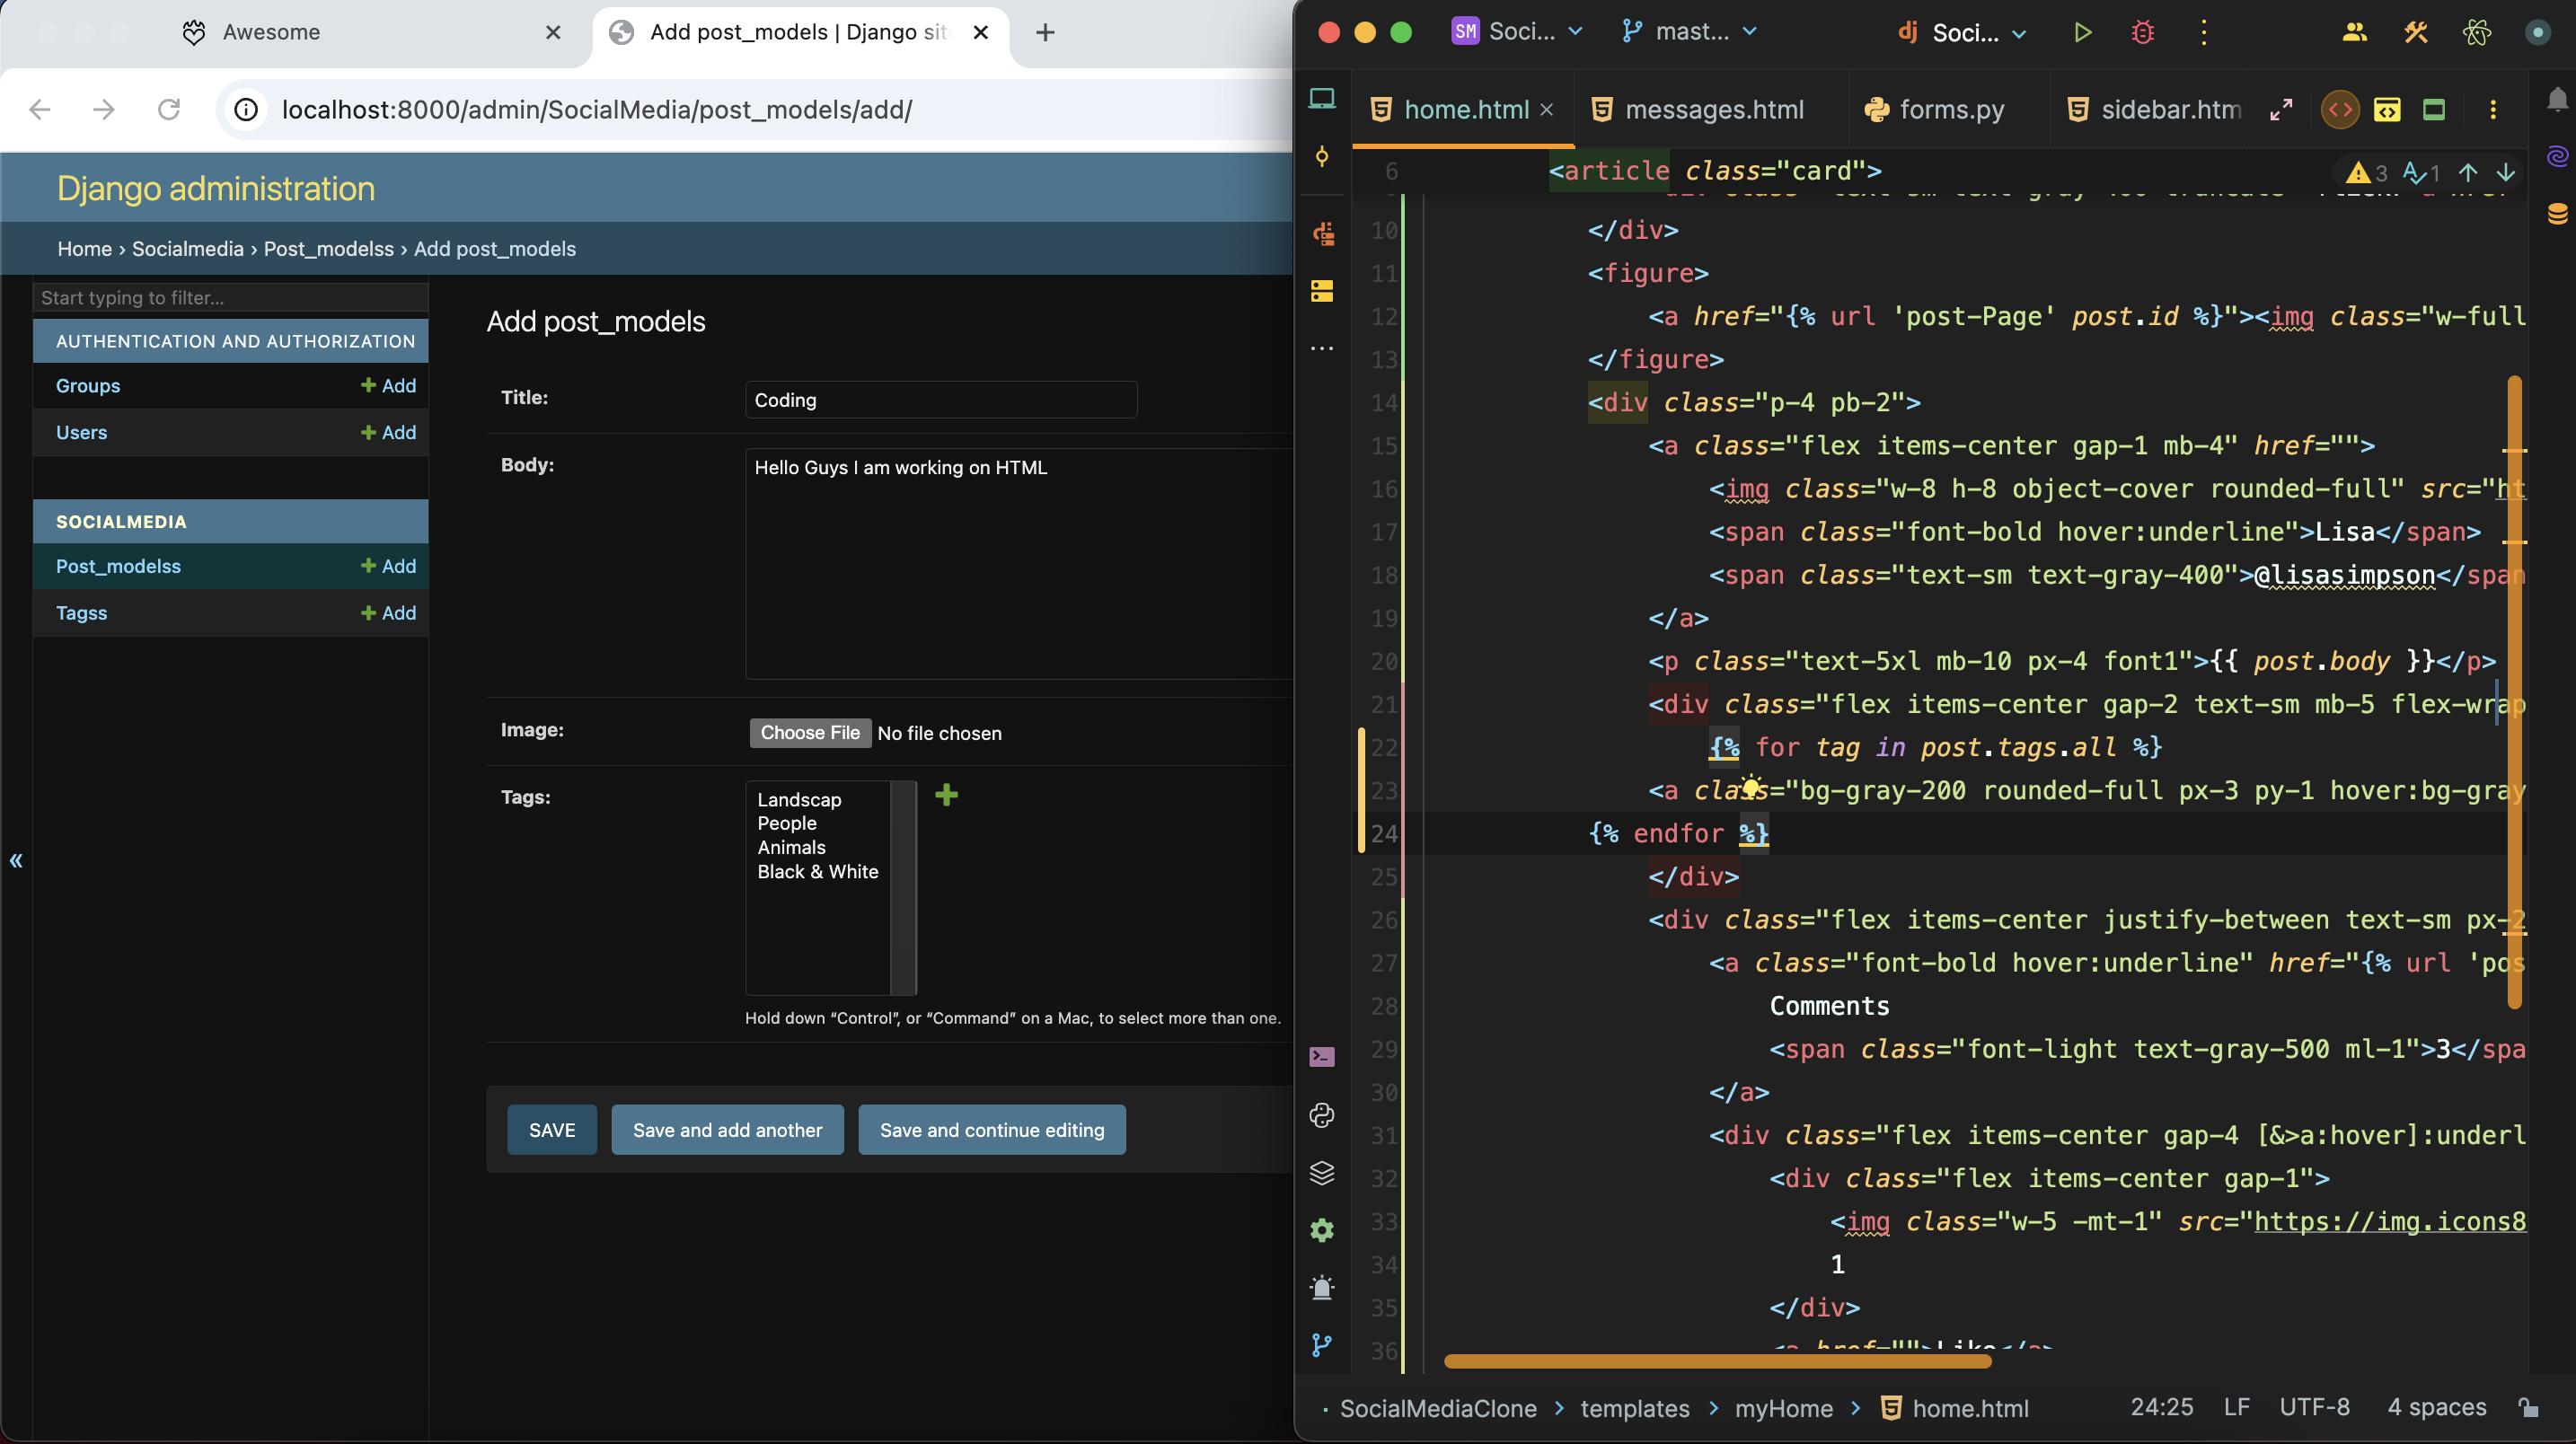 Awesome
Add post_models | Django sit
localhost:8000/admin/SocialMedia/post_models/add/
Django administration
Home › Socialmedia › Post_modelss › Add post_models
Start typing to filter...
AUTHENTICATION AND AUTHORIZATION
Groups + Add
Users + Add
SOCIALMEDIA
Post_modelss + Add
Tagss + Add
«
Add post_models
Title:
Coding
Body:
Hello Guys I am working on HTML
Image:
Choose File No file chosen
Tags:
Landscap
People
Animals
Black & White
Hold down “Control”, or “Command” on a Mac, to select more than one.
SAVE
Save and add another
Save and continue editing
SM Soci... mast... dj Soci...
home.html
messages.html
forms.py
sidebar.htm
3 1
6 <article class="card">
10 </div>
11 <figure>
12 <a href="{% url 'post-Page' post.id %}"><img class="w-full
13 </figure>
14 <div class="p-4 pb-2">
15 <a class="flex items-center gap-1 mb-4" href="">
16 <img class="w-8 h-8 object-cover rounded-full" src="ht
17 <span class="font-bold hover:underline">Lisa</span>
18 <span class="text-sm text-gray-400">@lisasimpson</span
19 </a>
20 <p class="text-5xl mb-10 px-4 font1">{{ post.body }}</p>
21 <div class="flex items-center gap-2 text-sm mb-5 flex-wrap
22 {% for tag in post.tags.all %}
23 <a class="bg-gray-200 rounded-full px-3 py-1 hover:bg-gray
24 {% endfor %}
25 </div>
26 <div class="flex items-center justify-between text-sm px-2
27 <a class="font-bold hover:underline" href="{% url 'pos
28 Comments
29 <span class="font-light text-gray-500 ml-1">3</spa
30 </a>
31 <div class="flex items-center gap-4 [&>a:hover]:underl
32 <div class="flex items-center gap-1">
33 <img class="w-5 -mt-1" src="https://img.icons8
34 1
35 </div>
36 <a href="">Like</a>
SocialMediaClone > templates > myHome > home.html
24:25 LF UTF-8 4 spaces